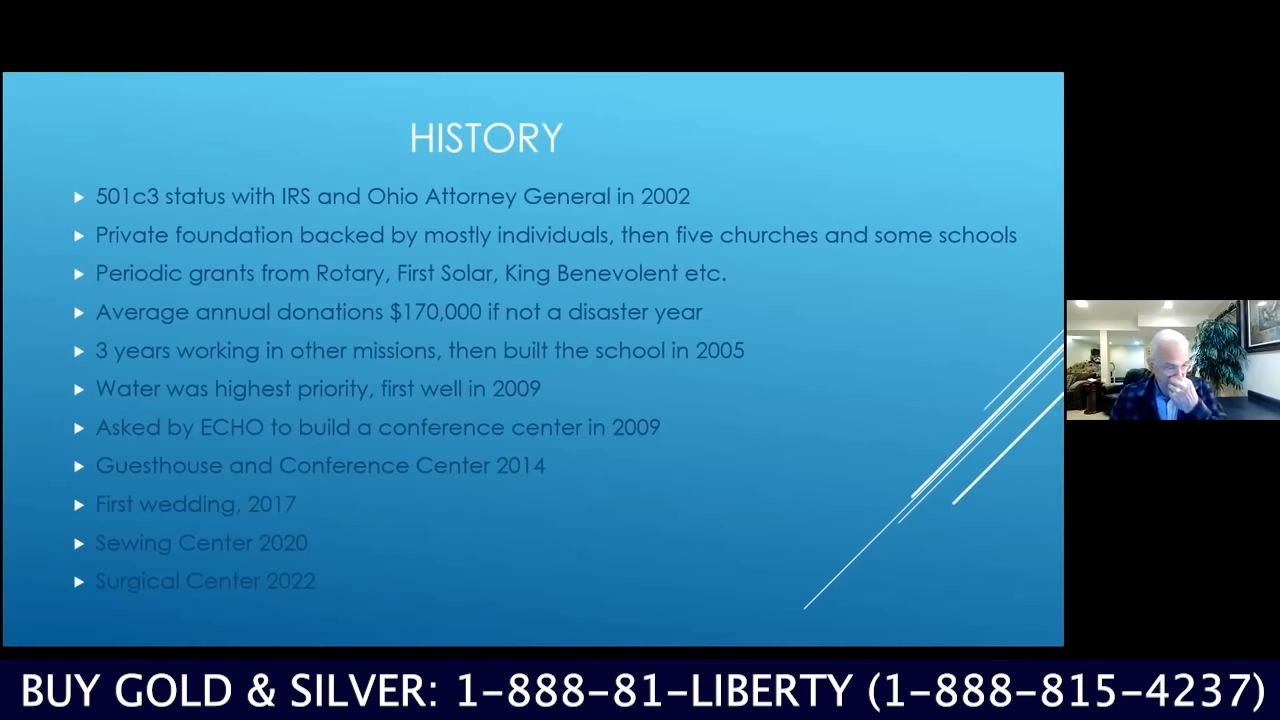 HISTORY
501c3 status with IRS and Ohio Attorney General in 2002
Private foundation backed by mostly individuals, then five churches and some schools
Periodic grants from Rotary, First Solar, King Benevolent etc.
Average annual donations $170,000 if not a disaster year
3 years working in other missions, then built the school in 2005
Water was highest priority, first well in 2009
Asked by ECHO to build a conference center in 2009
Guesthouse and Conference Center 2014
First wedding, 2017
Sewing Center 2020
Surgical Center 2022
BUY GOLD & SILVER: 1-888-81-LIBERTY (1-888-815-4237)